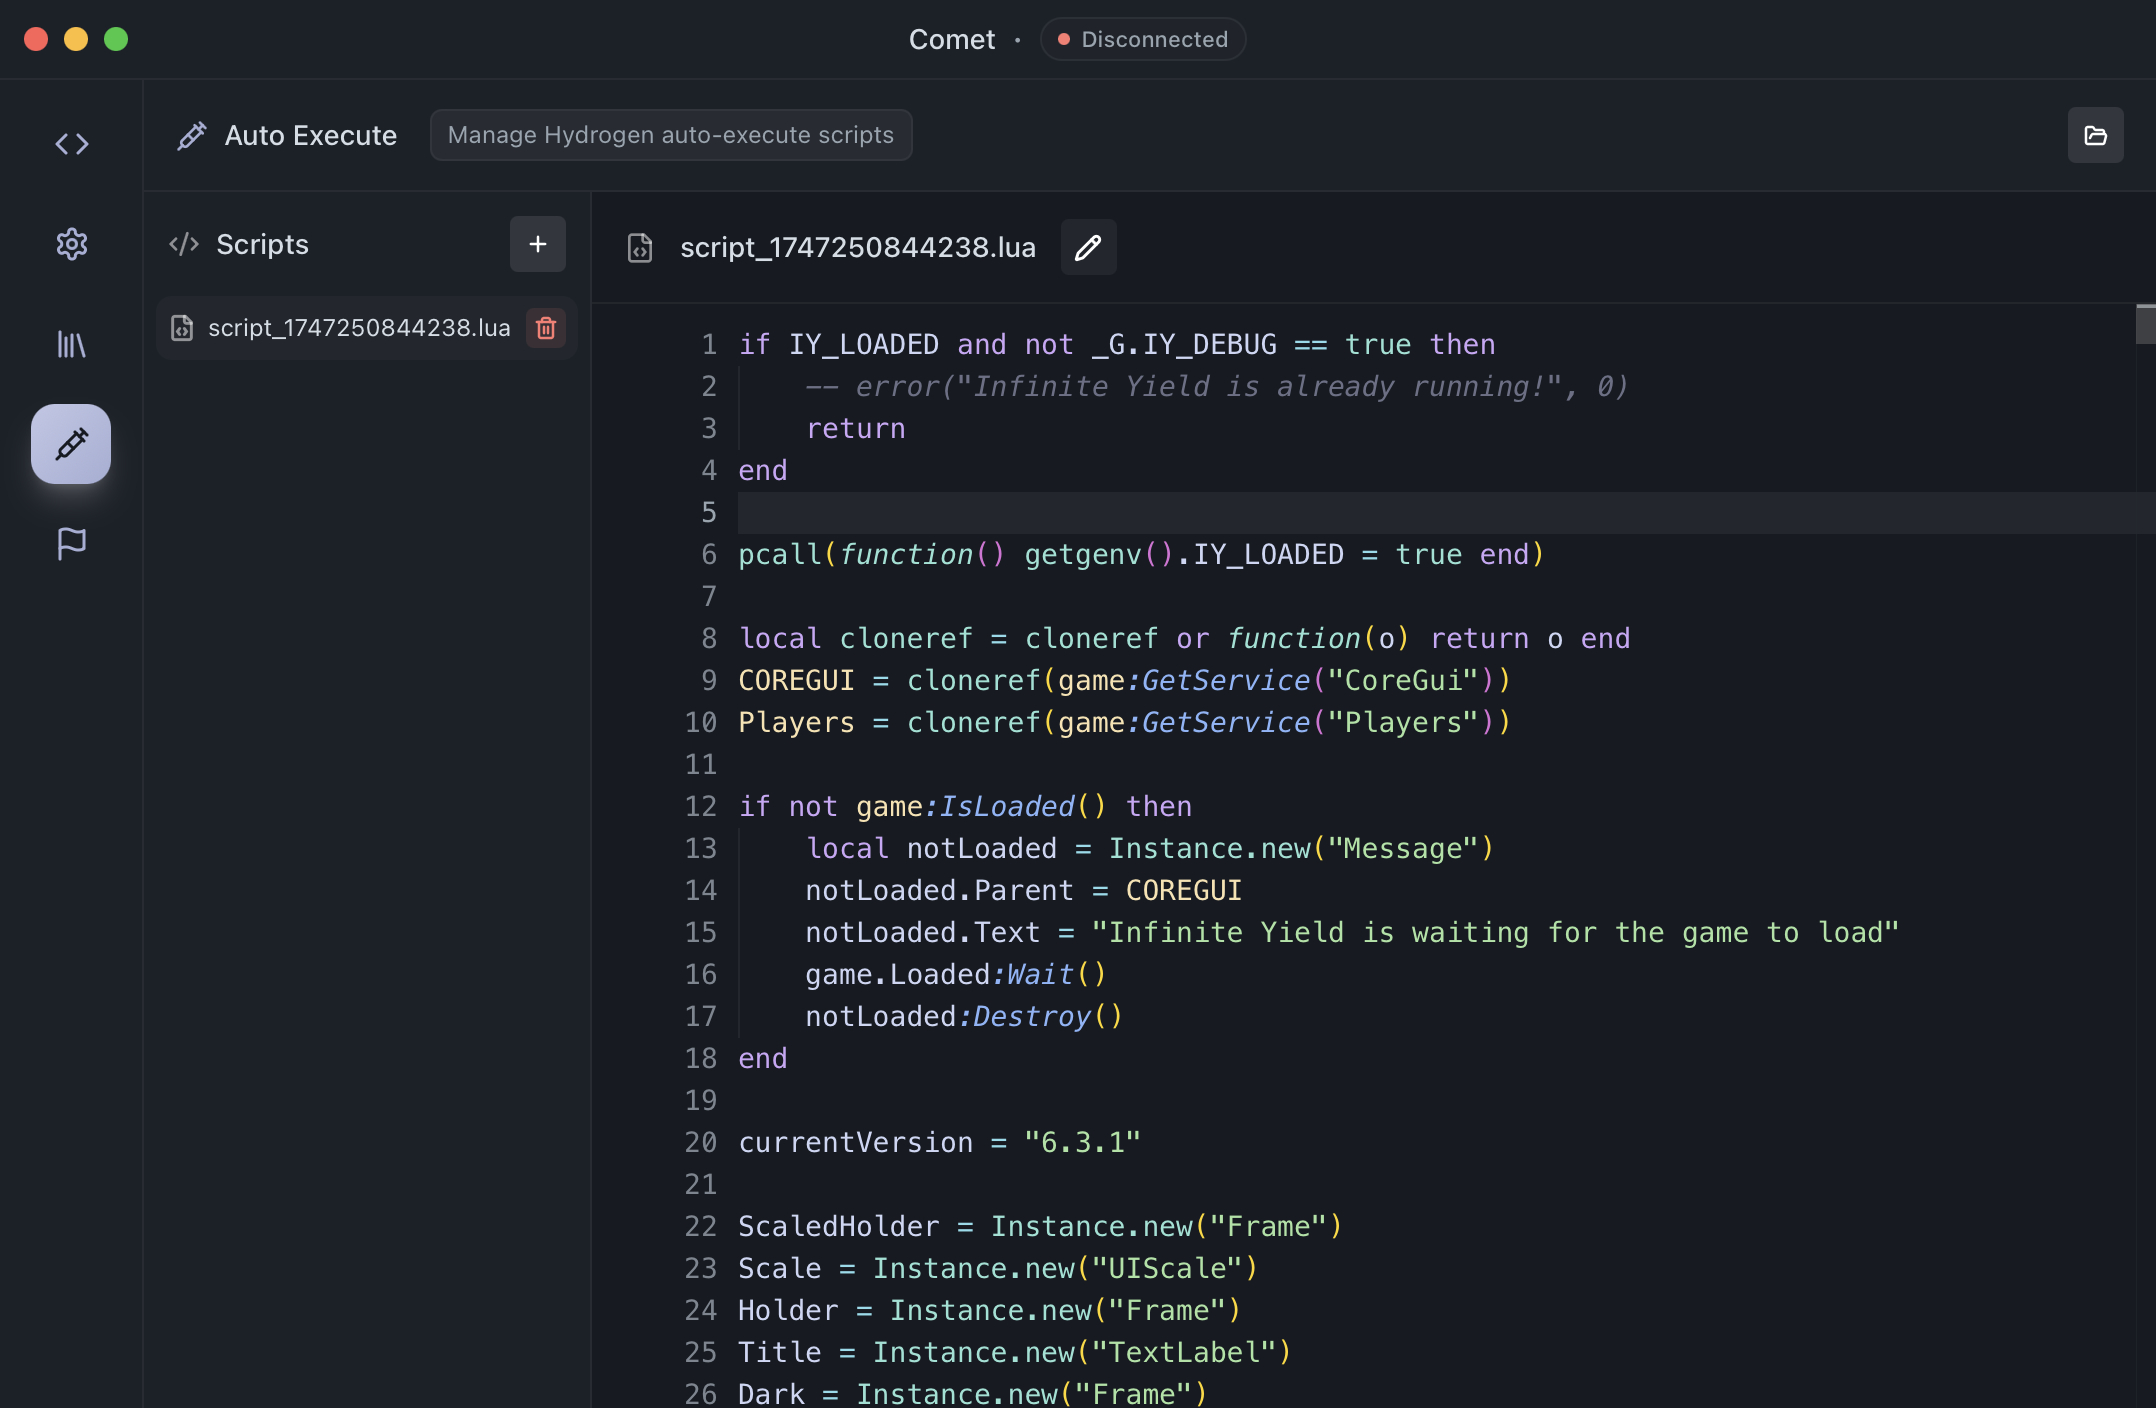 Comet · Disconnected
Auto Execute
Manage Hydrogen auto-execute scripts
Scripts
script_1747250844238.lua
script_1747250844238.lua
1 if IY_LOADED and not _G.IY_DEBUG == true then
2     -- error("Infinite Yield is already running!", 0)
3     return
4 end
5
6 pcall(function() getgenv().IY_LOADED = true end)
7
8 local cloneref = cloneref or function(o) return o end
9 COREGUI = cloneref(game:GetService("CoreGui"))
10 Players = cloneref(game:GetService("Players"))
11
12 if not game:IsLoaded() then
13     local notLoaded = Instance.new("Message")
14     notLoaded.Parent = COREGUI
15     notLoaded.Text = "Infinite Yield is waiting for the game to load"
16     game.Loaded:Wait()
17     notLoaded:Destroy()
18 end
19
20 currentVersion = "6.3.1"
21
22 ScaledHolder = Instance.new("Frame")
23 Scale = Instance.new("UIScale")
24 Holder = Instance.new("Frame")
25 Title = Instance.new("TextLabel")
26 Dark = Instance.new("Frame")